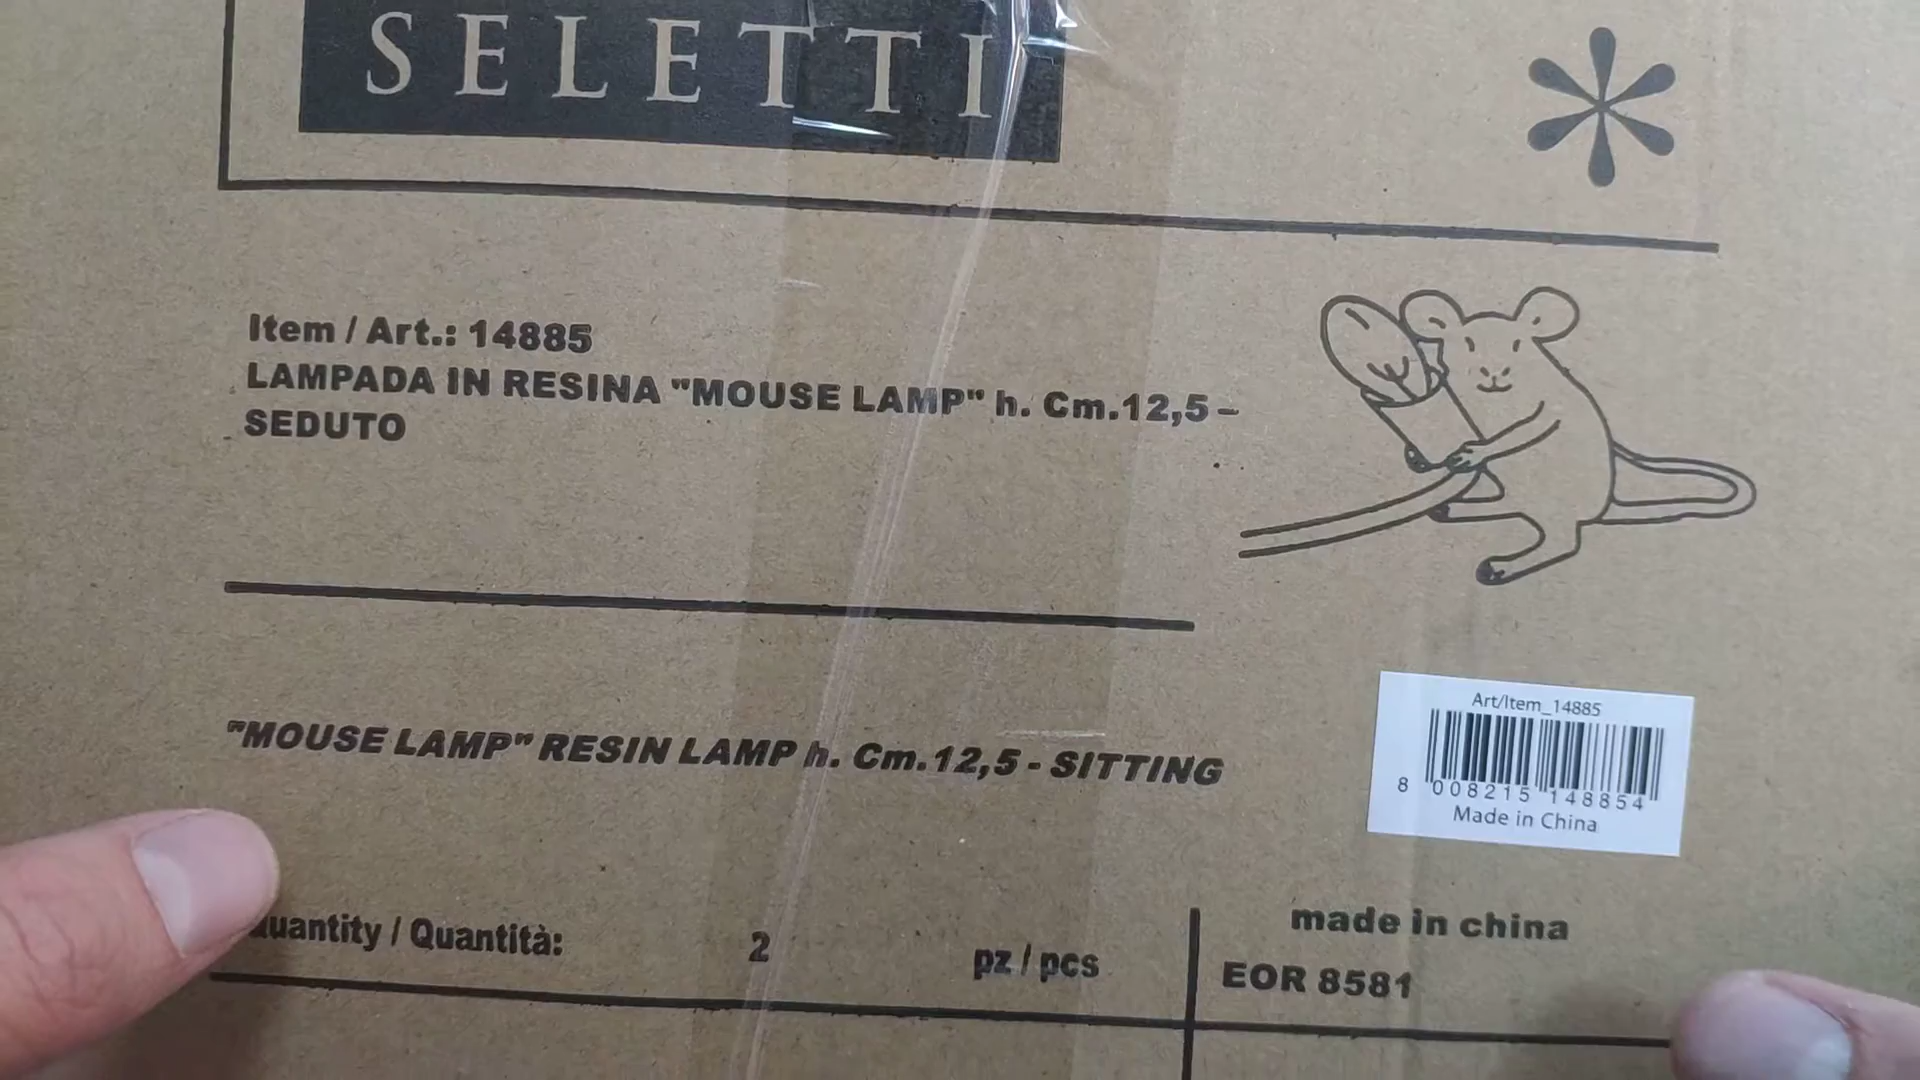 SELETTI
Item / Art.: 14885
LAMPADA IN RESINA "MOUSE LAMP" h. Cm.12,5 –
SEDUTO
"MOUSE LAMP" RESIN LAMP h. Cm.12,5 - SITTING
Art/Item_14885
8 008215 148854
Made in China
uantity / Quantità: 2 pz / pcs
made in china
EOR 8581